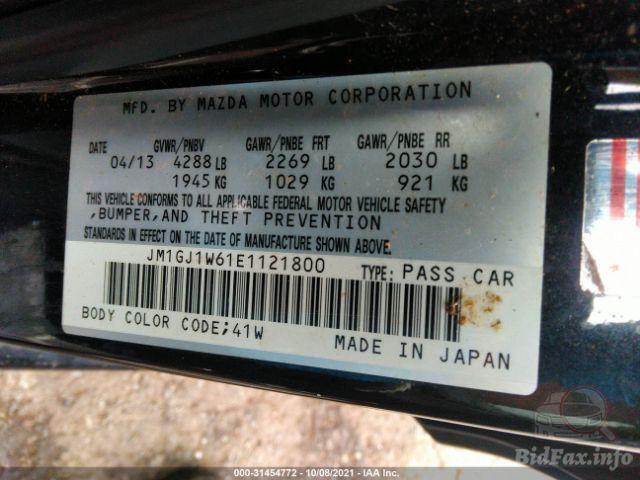 MFD. BY MAZDA MOTOR CORPORATION
DATE GVWR/PNBV GAWR/PNBE FRT GAWR/PNBE RR
04/13 4288 LB 2269 LB 2030 LB
1945 KG 1029 KG 921 KG
THIS VEHICLE CONFORMS TO ALL APPLICABLE FEDERAL MOTOR VEHICLE SAFETY
,BUMPER,AND THEFT PREVENTION
STANDARDS IN EFFECT ON THE DATE OF MANUFACTURE SHOWN ABOVE.
JM1GJ1W61E1121800 TYPE: PASS CAR
BODY COLOR CODE;41W MADE IN JAPAN
BidFax.info
000-31454772 - 10/08/2021 - IAA Inc.